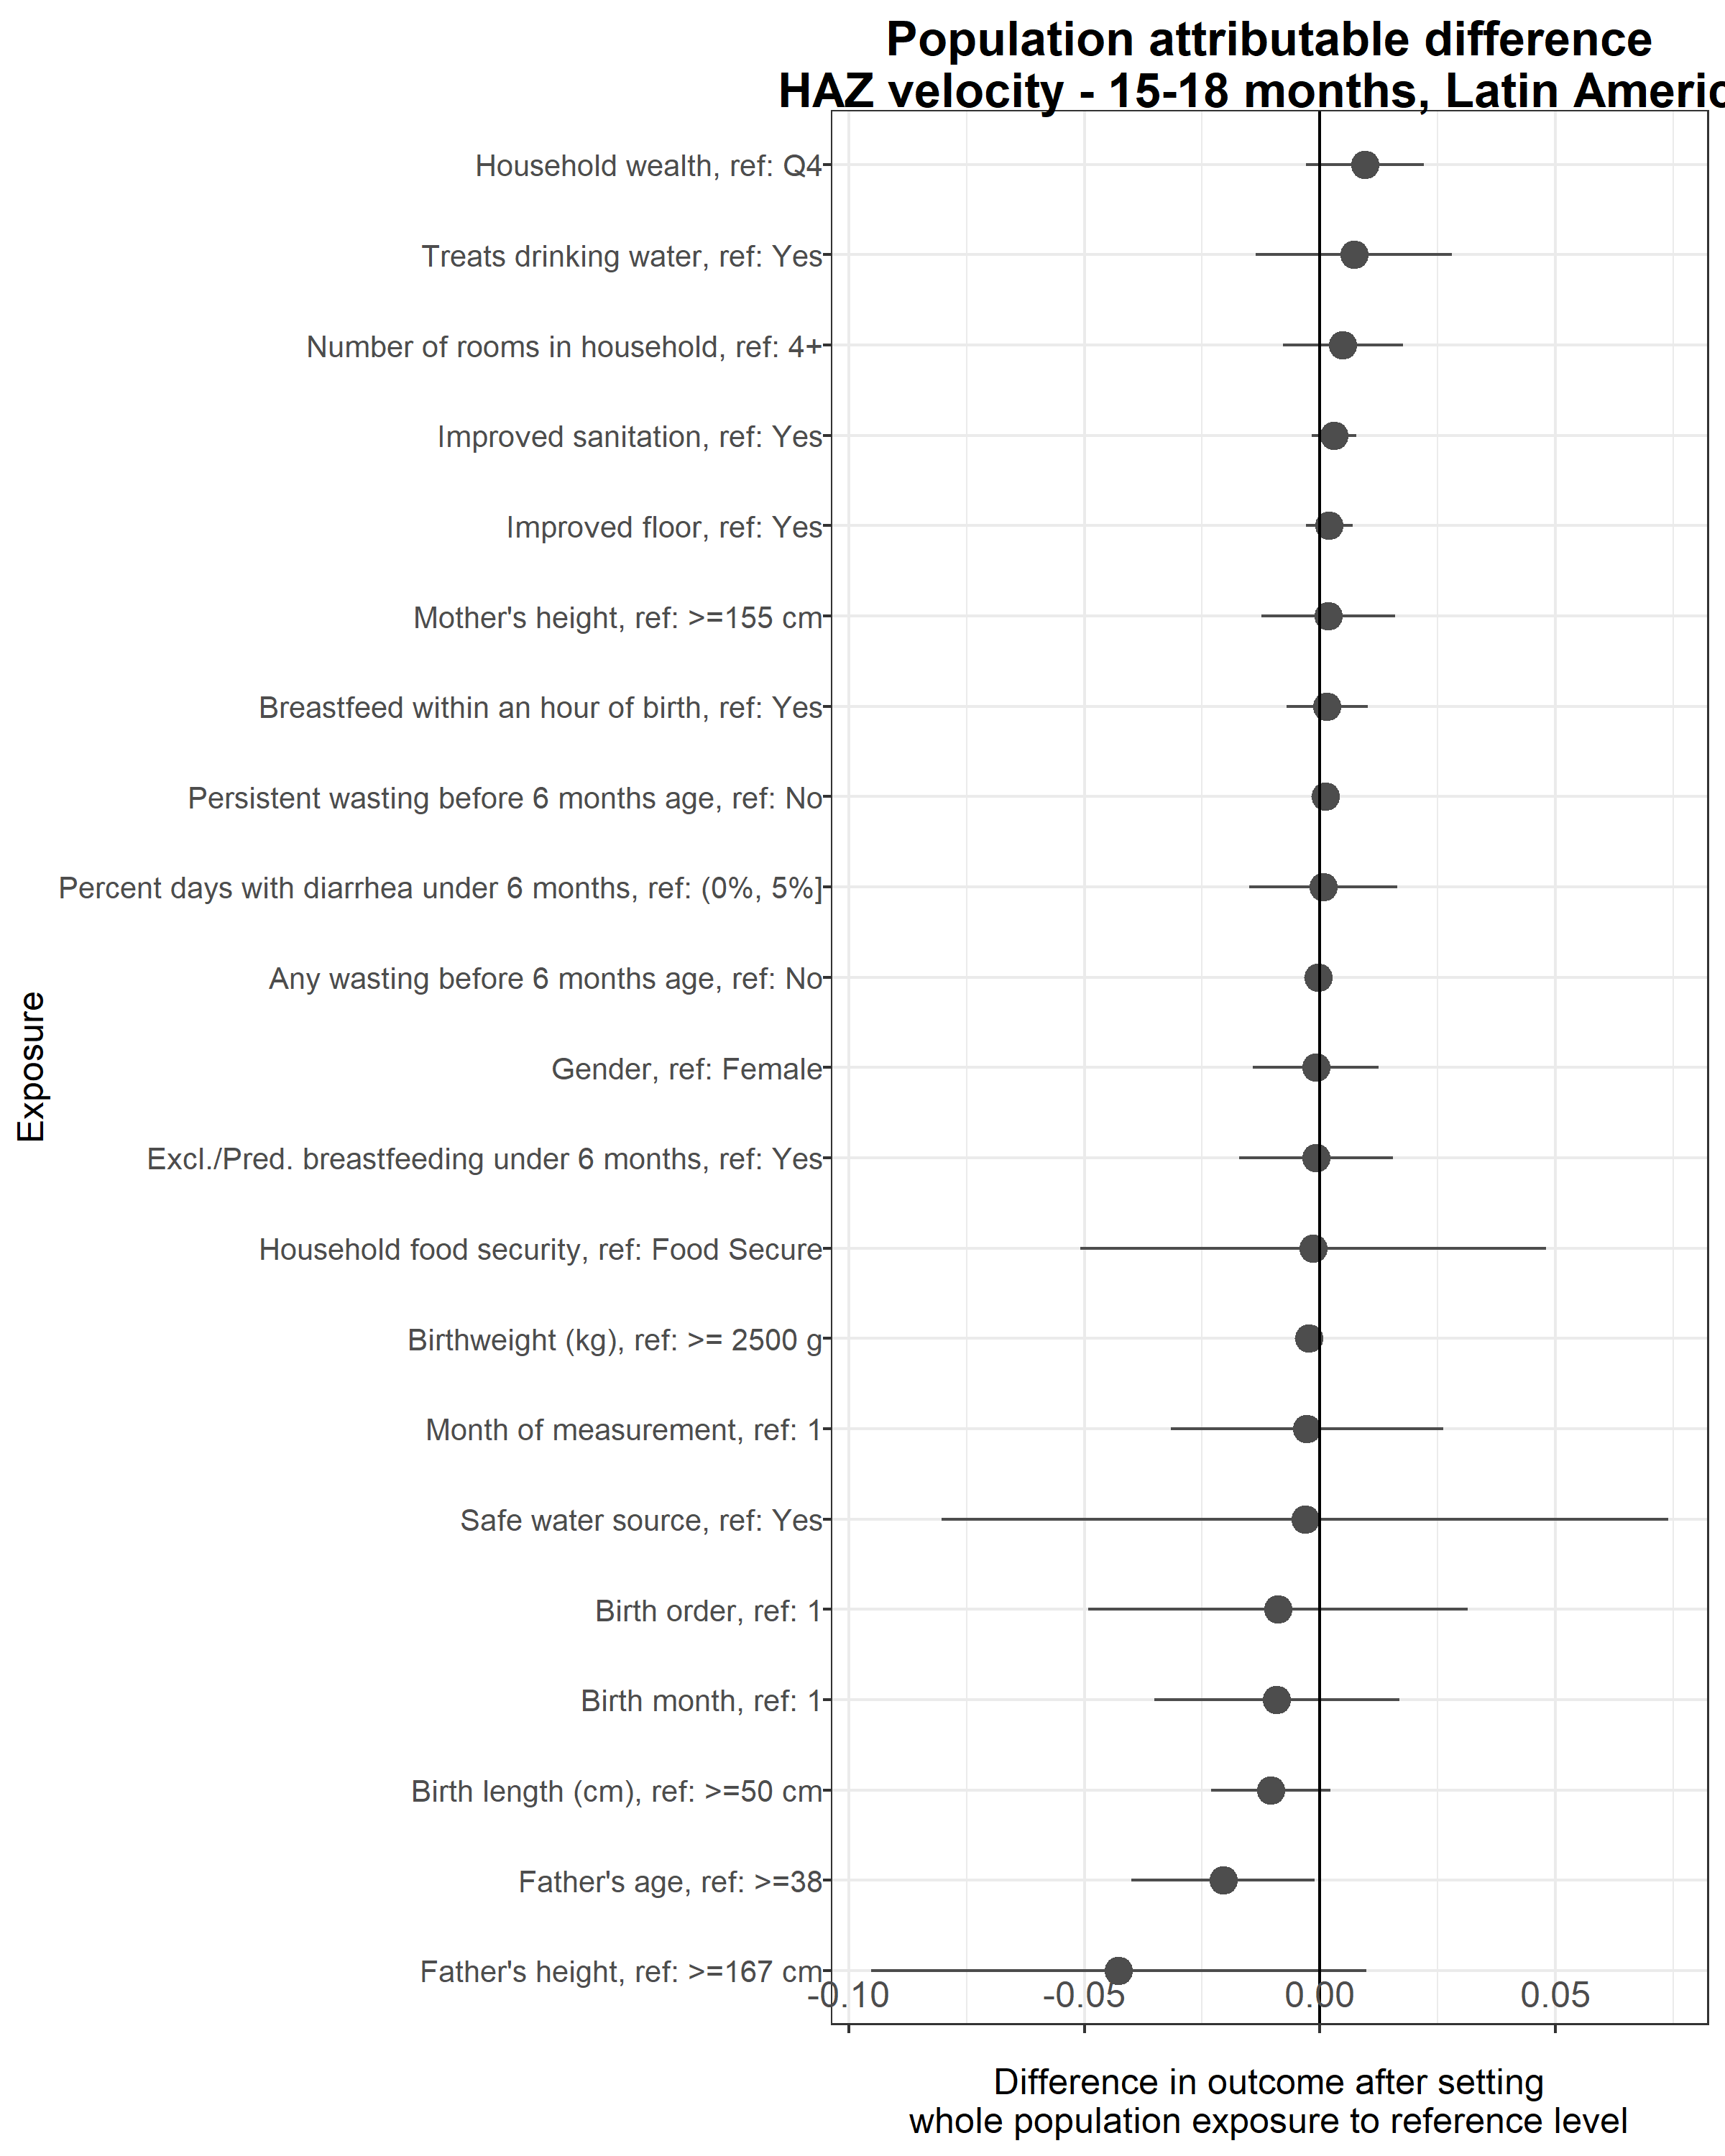 Population attributable difference
HAZ velocity - 15-18 months, Latin Americ
Household wealth, ref: Q4
Treats drinking water, ref: Yes
Number of rooms in household, ref: 4+
Improved sanitation, ref: Yes
Improved floor, ref: Yes
Mother's height, ref: >=155 cm
Breastfeed within an hour of birth, ref: Yes
Persistent wasting before 6 months age, ref: No
Percent days with diarrhea under 6 months, ref: (0%, 5%]
Any wasting before 6 months age, ref: No
Gender, ref: Female
Excl./Pred. breastfeeding under 6 months, ref: Yes
Household food security, ref: Food Secure
Birthweight (kg), ref: >= 2500 g
Month of measurement, ref: 1
Safe water source, ref: Yes
Birth order, ref: 1
Birth month, ref: 1
Birth length (cm), ref: >=50 cm
Father's age, ref: >=38
Father's height, ref: >=167 cm
Exposure
-0.10 -0.05 0.00 0.05
Difference in outcome after setting
whole population exposure to reference level